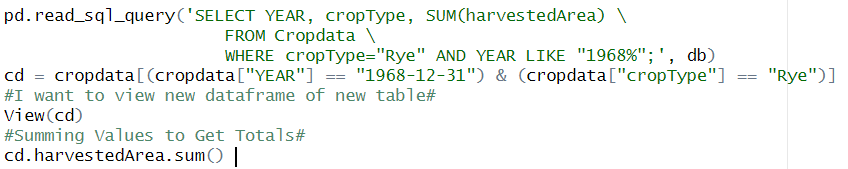 pd.read_sql_query('SELECT YEAR, cropType, SUM(harvestedArea) \
FROM Cropdata \
WHERE cropType="Rye" AND YEAR LIKE "1968%";', db)
cd = cropdata[(cropdata["YEAR"] == "1968-12-31") & (cropdata["cropType"] == "Rye")]
#I want to view new dataframe of new table#
View(cd)
#Summing Values to Get Totals#
cd.harvestedArea.sum()